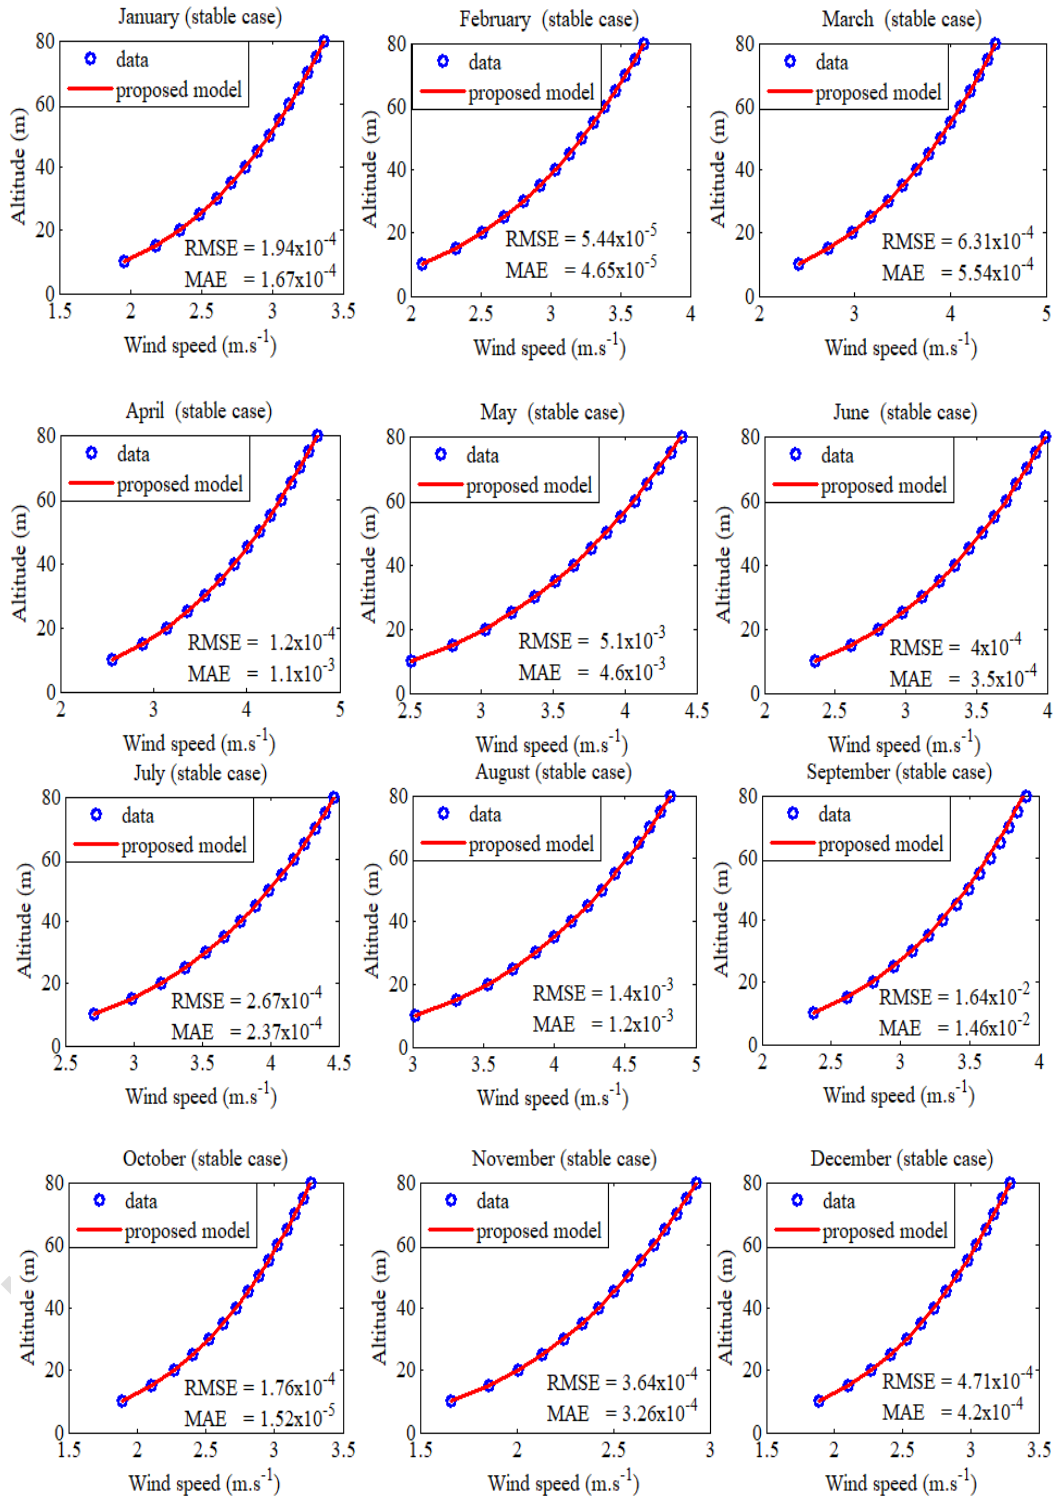 January (stable case)
80
60
40
20
0
Altitude (m)
data
proposed model
RMSE = 1.94x10^-4
MAE = 1.67x10^-4
1.5 2 2.5 3 3.5
Wind speed (m.s^-1)
February (stable case)
80
60
40
20
0
Altitude (m)
data
proposed model
RMSE = 5.44x10^-5
MAE = 4.65x10^-5
2 2.5 3 3.5 4
Wind speed (m.s^-1)
March (stable case)
80
60
40
20
0
Altitude (m)
data
proposed model
RMSE = 6.31x10^-4
MAE = 5.54x10^-4
2 3 4 5
Wind speed (m.s^-1)
April (stable case)
80
60
40
20
0
Altitude (m)
data
proposed model
RMSE = 1.2x10^-4
MAE = 1.1x10^-3
2 3 4 5
Wind speed (m.s^-1)
May (stable case)
80
60
40
20
0
Altitude (m)
data
proposed model
RMSE = 5.1x10^-3
MAE = 4.6x10^-3
2.5 3 3.5 4 4.5
Wind speed (m.s^-1)
June (stable case)
80
60
40
20
0
Altitude (m)
data
proposed model
RMSE = 4x10^-4
MAE = 3.5x10^-4
2 2.5 3 3.5 4
Wind speed (m.s^-1)
July (stable case)
80
60
40
20
0
Altitude (m)
data
proposed model
RMSE = 2.67x10^-4
MAE = 2.37x10^-4
2.5 3 3.5 4 4.5
Wind speed (m.s^-1)
August (stable case)
80
60
40
20
0
Altitude (m)
data
proposed model
RMSE = 1.4x10^-3
MAE = 1.2x10^-3
3 3.5 4 4.5 5
Wind speed (m.s^-1)
September (stable case)
80
60
40
20
0
Altitude (m)
data
proposed model
RMSE = 1.64x10^-2
MAE = 1.46x10^-2
2 2.5 3 3.5 4
Wind speed (m.s^-1)
October (stable case)
80
60
40
20
0
Altitude (m)
data
proposed model
RMSE = 1.76x10^-4
MAE = 1.52x10^-5
1.5 2 2.5 3 3.5
Wind speed (m.s^-1)
November (stable case)
80
60
40
20
0
Altitude (m)
data
proposed model
RMSE = 3.64x10^-4
MAE = 3.26x10^-4
1.5 2 2.5 3
Wind speed (m.s^-1)
December (stable case)
80
60
40
20
0
Altitude (m)
data
proposed model
RMSE = 4.71x10^-4
MAE = 4.2x10^-4
1.5 2 2.5 3 3.5
Wind speed (m.s^-1)